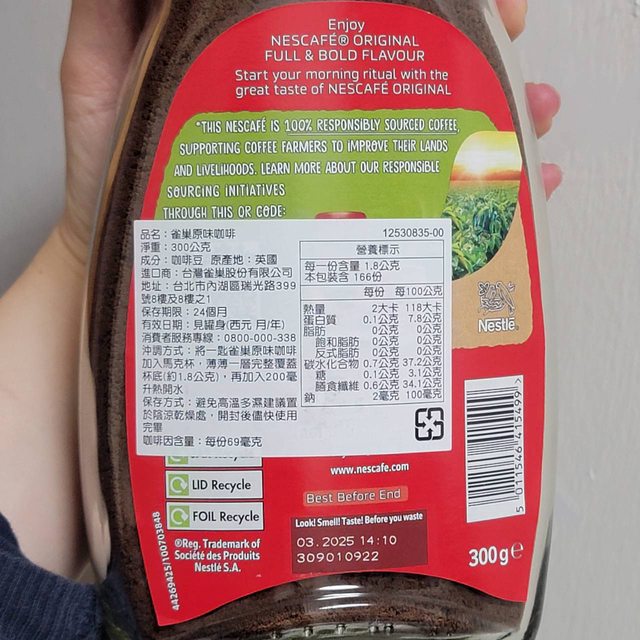 Enjoy
NESCAFÉ® ORIGINAL
FULL & BOLD FLAVOUR
Start your morning ritual with the
great taste of NESCAFÉ ORIGINAL
*THIS NESCAFÉ IS 100% RESPONSIBLY SOURCED COFFEE,
SUPPORTING COFFEE FARMERS TO IMPROVE THEIR LANDS
AND LIVELIHOODS. LEARN MORE ABOUT OUR RESPONSIBLE
SOURCING INITIATIVES
THROUGH THIS QR CODE:
品名：雀巢原味咖啡
淨重：300公克
成分：咖啡豆 原產地：英國
進口商：台灣雀巢股份有限公司
地址：台北市內湖區瑞光路399
號8樓及8樓之1
保存期限：24個月
有效日期：見罐身(西元 月/年)
消費者服務專線：0800-000-338
沖調方式：將一匙雀巢原味咖啡
加入馬克杯，薄薄一層完整覆蓋
杯底(約1.8公克)，再加入200毫
升熱開水
保存方式：避免高溫多濕建議置
於陰涼乾燥處，開封後儘快使用
完畢
咖啡因含量：每份69毫克
12530835-00
營養標示
每一份含量 1.8公克
本包裝含 166份
每份 每100公克
熱量 2大卡 118大卡
蛋白質 0.1公克 7.8公克
脂肪 0公克 0公克
飽和脂肪 0公克 0公克
反式脂肪 0公克 0公克
碳水化合物 0.7公克 37.2公克
糖 0.1公克 3.1公克
膳食纖維 0.6公克 34.1公克
鈉 2毫克 100毫克
Nestlé
LID Recycle
FOIL Recycle
®Reg. Trademark of
Société des Produits
Nestlé S.A.
44269425/100703848
www.nescafe.com
Best Before End
Look! Smell! Taste! Before you waste
03.2025 14:10
309010922
5 011546 415499 >
300g e